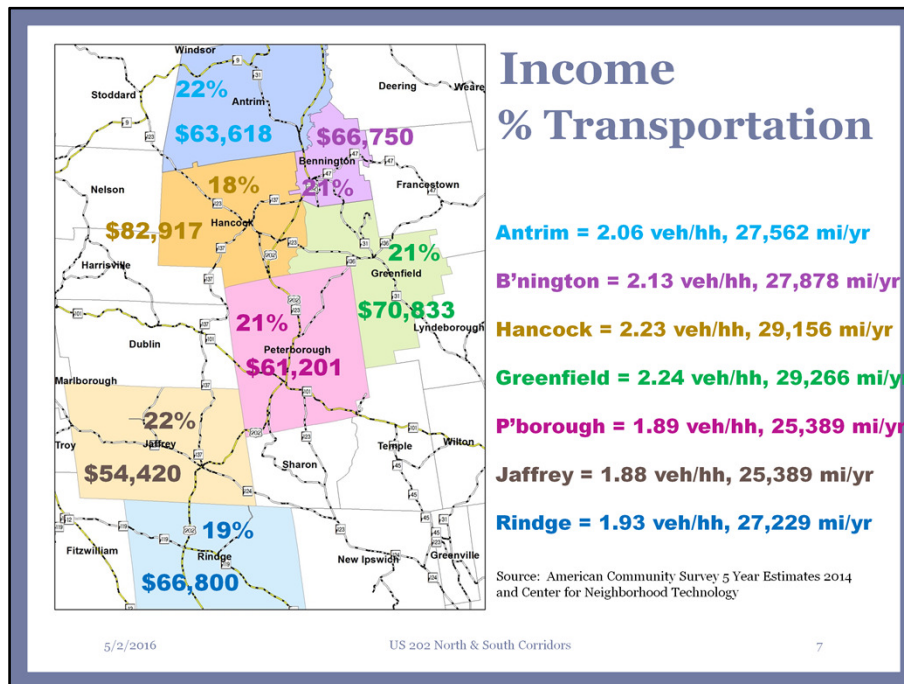 Income
% Transportation
Windsor
Stoddard
Antrim
Deering
Weare
22%
$63,618
$66,750
Bennington
21%
Nelson
Francestown
18%
Hancock
$82,917
Harrisville
21%
Greenfield
$70,833
Lyndeborough
21%
Dublin
Peterborough
$61,201
Marlborough
22%
Troy
Jaffrey
$54,420
Sharon
Temple
Wilton
19%
Fitzwilliam
Rindge
$66,800
New Ipswich
Greenville
Antrim = 2.06 veh/hh, 27,562 mi/yr
B'nington = 2.13 veh/hh, 27,878 mi/yr
Hancock = 2.23 veh/hh, 29,156 mi/yr
Greenfield = 2.24 veh/hh, 29,266 mi/yr
P'borough = 1.89 veh/hh, 25,389 mi/yr
Jaffrey = 1.88 veh/hh, 25,389 mi/yr
Rindge = 1.93 veh/hh, 27,229 mi/yr
Source: American Community Survey 5 Year Estimates 2014
and Center for Neighborhood Technology
5/2/2016
US 202 North & South Corridors
7